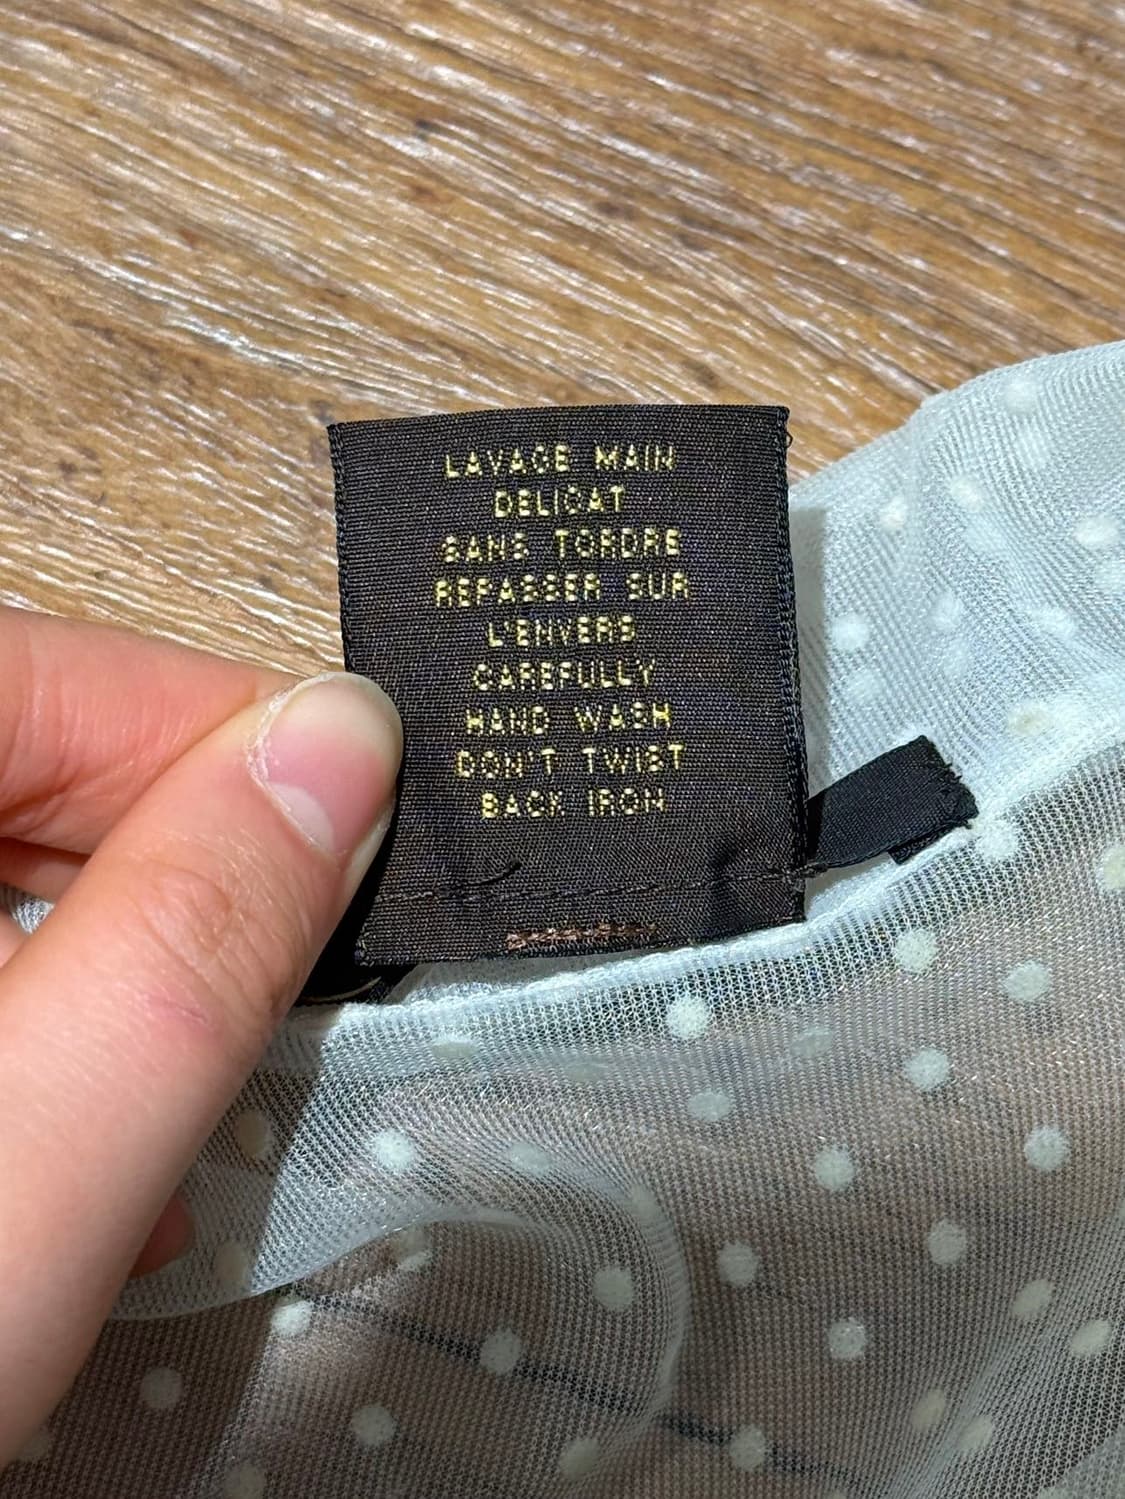 LAVAGE MAIN
DELICAT
SANS TORDRE
REPASSER SUR
L'ENVERS
CAREFULLY
HAND WASH
DON'T TWIST
BACK IRON